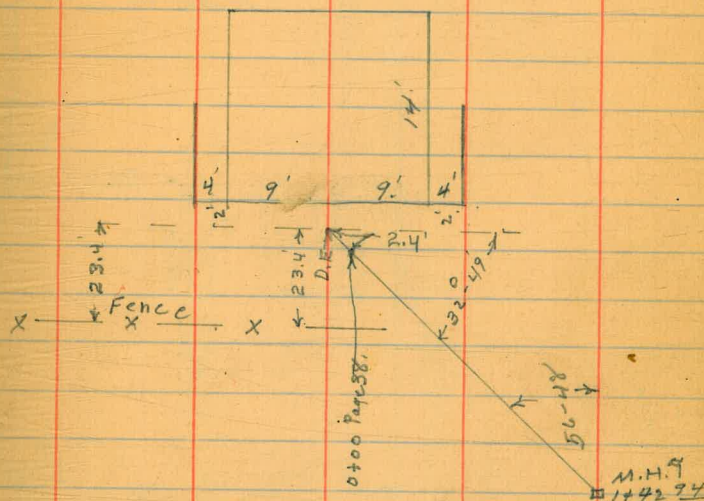 14'
4' 9' 9' 4'
2' 2'
23.4' 23.4' 2.4'
D.E.
32°-49'
Fence
X X X
0+00 Page 38.
56-48
M.H.
1+42.94